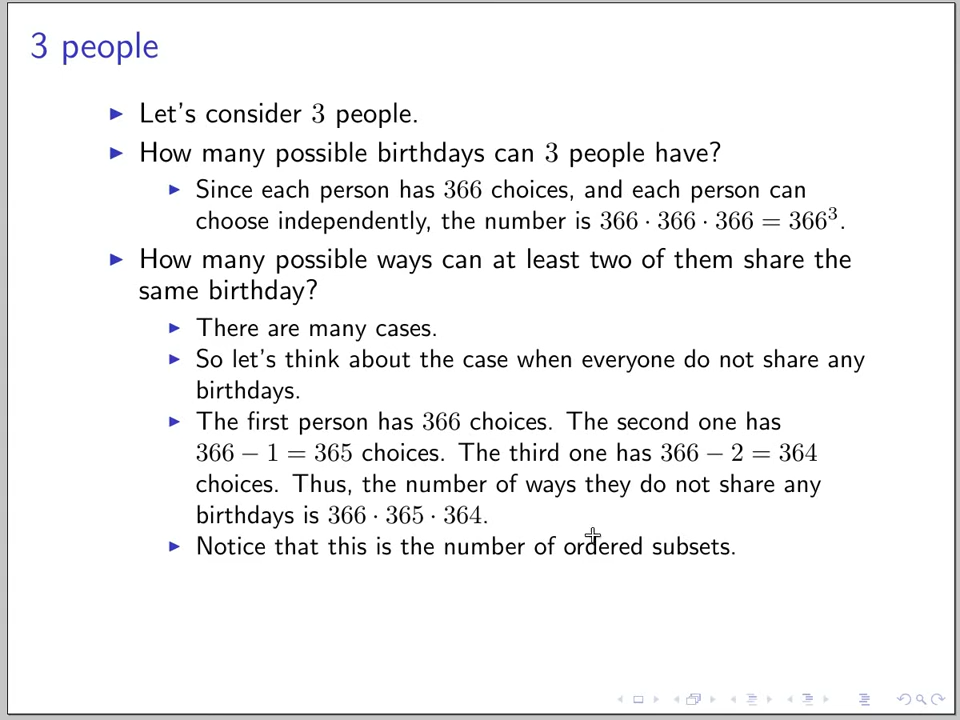 3 people
▶ Let's consider 3 people.
▶ How many possible birthdays can 3 people have?
▶ Since each person has 366 choices, and each person can
choose independently, the number is 366 · 366 · 366 = 366³.
▶ How many possible ways can at least two of them share the
same birthday?
▶ There are many cases.
▶ So let's think about the case when everyone do not share any
birthdays.
▶ The first person has 366 choices. The second one has
366 − 1 = 365 choices. The third one has 366 − 2 = 364
choices. Thus, the number of ways they do not share any
birthdays is 366 · 365 · 364.
▶ Notice that this is the number of ordered subsets.